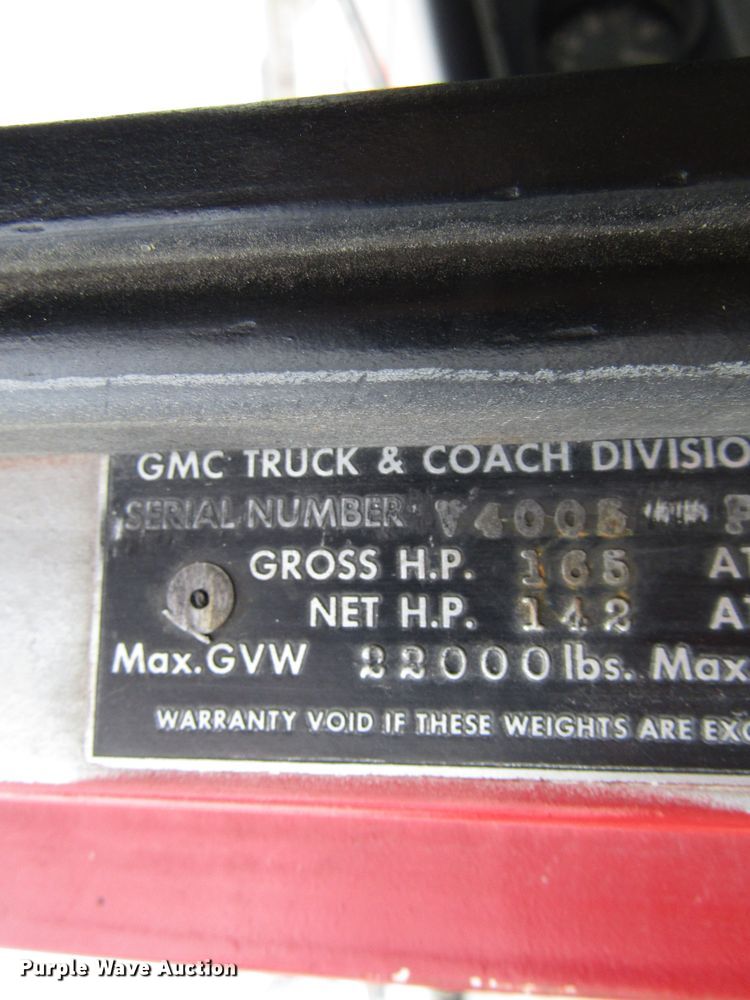 GMC TRUCK & COACH DIVISIO
SERIAL NUMBER V4005 P
GROSS H.P. 165 AT
NET H.P. 142 AT
Max.GVW 22000 lbs. Max.
WARRANTY VOID IF THESE WEIGHTS ARE EXC
Purple Wave Auction